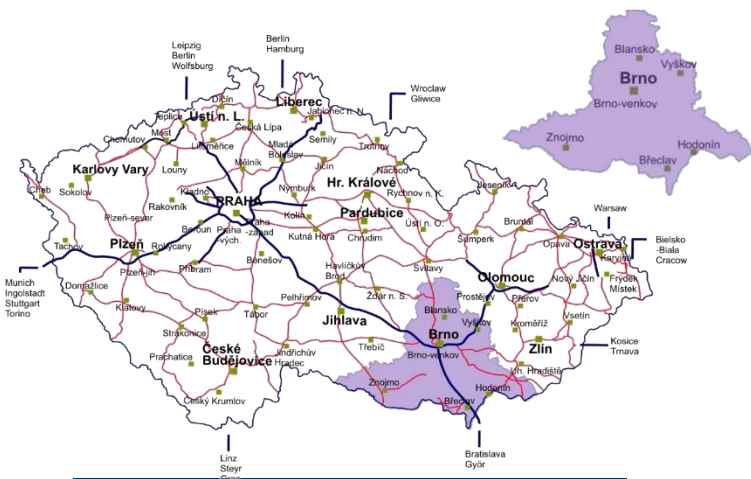 Leipzig
Berlin
Wolfsburg
Berlin
Hamburg
Wroclaw
Gliwice
Blansko
Vyškov
Brno
Brno-venkov
Znojmo
Hodonín
Břeclav
Děčín
Liberec
Jablonec n. N.
Teplice
Ústí n. L.
Most
Česká Lípa
Chomutov
Litoměřice
Semily
Trutnov
Mladá
Boleslav
Jičín
Louny
Mělník
Náchod
Karlovy Vary
Cheb
Sokolov
Kladno
Nymburk
Hr. Králové
Rychnov n. K.
Jeseník
Rakovník
PRAHA
Kolín
Pardubice
Plzeň-sever
Beroun
Praha
-vých.
Praha
-západ
Kutná Hora
Chrudim
Ústí n. O.
Šumperk
Bruntál
Warsaw
Opava
Ostrava
Karviná
Bielsko
-Biala
Cracow
Tachov
Plzeň
Rokycany
Plzeň-jih
Příbram
Benešov
Havlíčkův
Brod
Svitavy
Olomouc
Nový Jičín
Frýdek
Místek
Munich
Ingolstadt
Stuttgart
Torino
Domažlice
Klatovy
Písek
Tábor
Pelhřimov
Žďár n. S.
Prostějov
Přerov
Jihlava
Blansko
Vyškov
Kroměříž
Vsetín
Strakonice
Brno
Zlín
Prachatice
České
Budějovice
Jindřichův
Hradec
Třebíč
Brno-venkov
Kosice
Trnava
Uh. Hradiště
Znojmo
Hodonín
Český Krumlov
Břeclav
Linz
Steyr
Bratislava
Györ